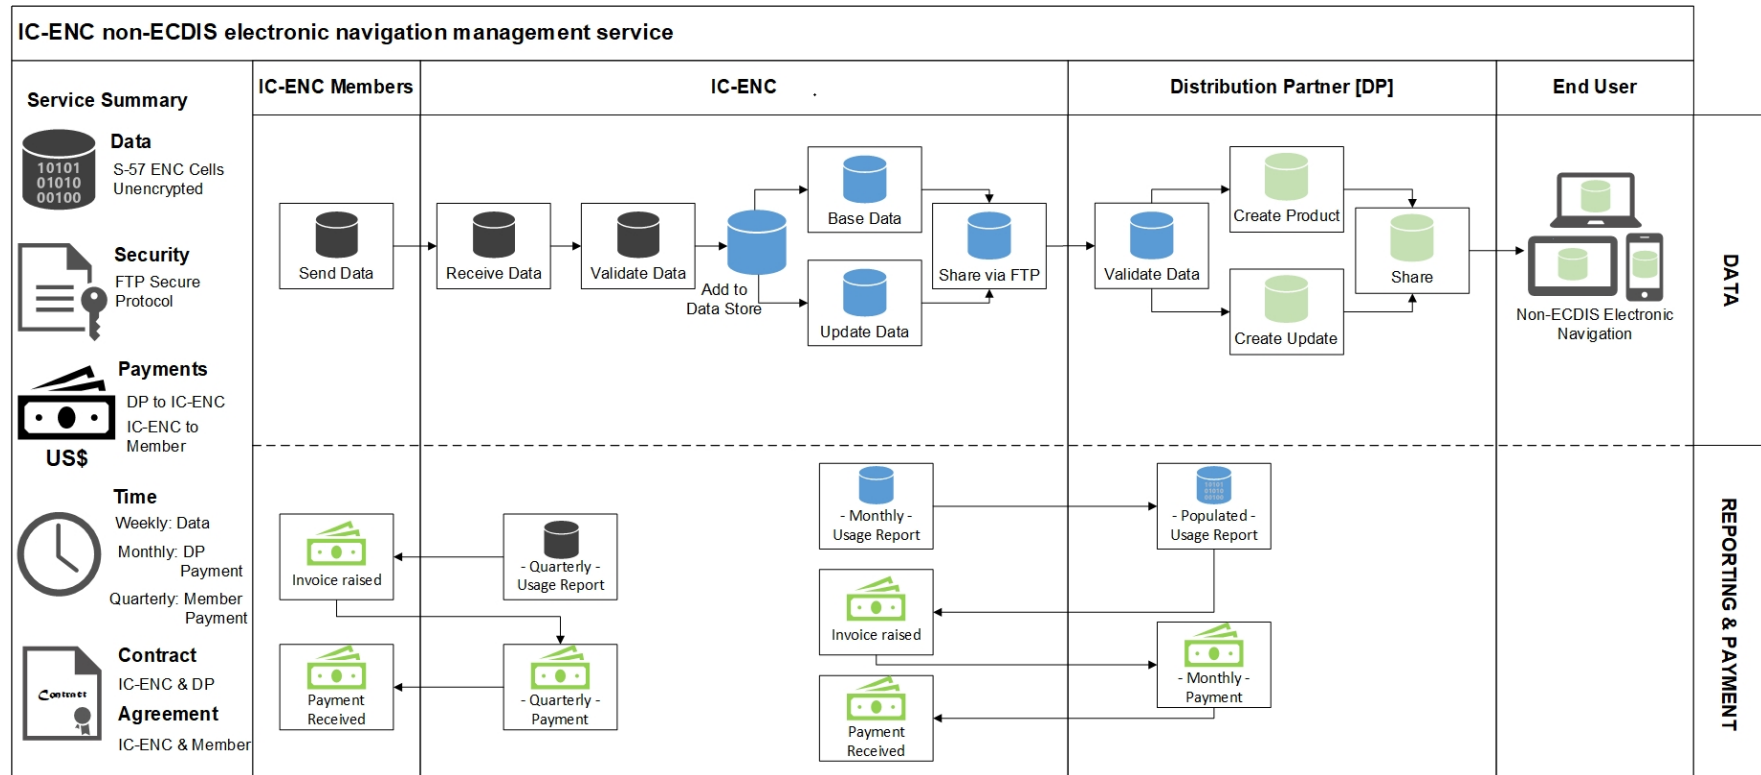 IC-ENC non-ECDIS electronic navigation management service
Service Summary
IC-ENC Members
IC-ENC
.
Distribution Partner [DP]
End User
Data
S-57 ENC Cells
Unencrypted
10101
01010
00100
Security
FTP Secure
Protocol
Payments
DP to IC-ENC
IC-ENC to
Member
US$
Time
Weekly: Data
Monthly: DP
Payment
Quarterly: Member
Payment
Contract
Contract
IC-ENC & DP
Agreement
IC-ENC & Member
Send Data
Receive Data
Validate Data
Add to
Data Store
Base Data
Update Data
Share via FTP
Validate Data
Create Product
Create Update
Share
Non-ECDIS Electronic
Navigation
DATA
Invoice raised
- Quarterly -
Usage Report
Payment
Received
- Quarterly -
Payment
- Monthly -
Usage Report
10101
01010
00100
- Populated -
Usage Report
Invoice raised
- Monthly -
Payment
Payment
Received
REPORTING & PAYMENT